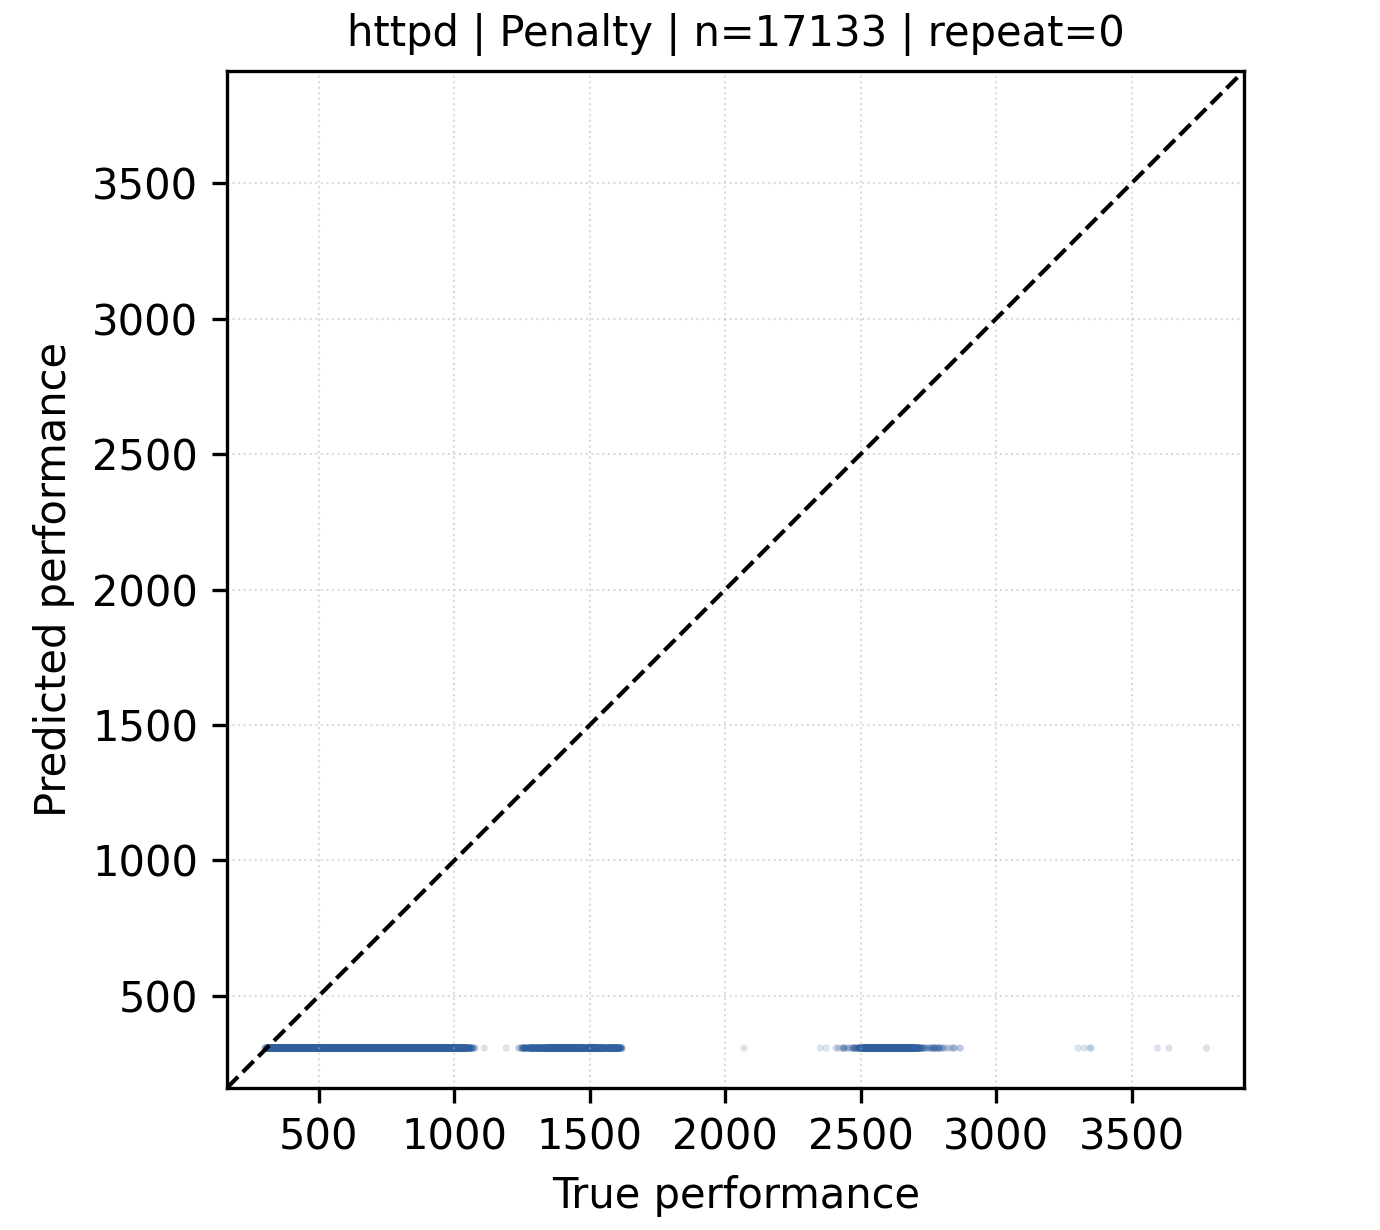 httpd | Penalty | n=17133 | repeat=0
Predicted performance
3500
3000
2500
2000
1500
1000
500
500 1000 1500 2000 2500 3000 3500
True performance